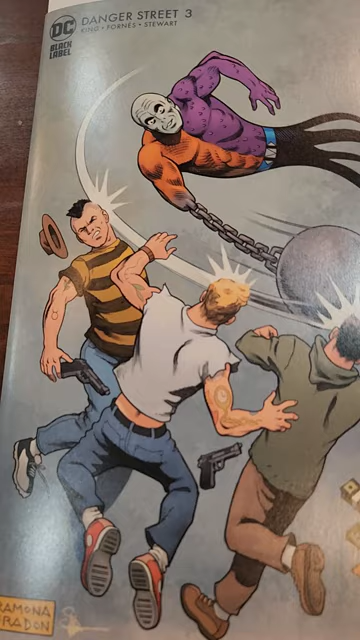 DC
BLACK
LABEL
DANGER STREET 3
KING • FORNÉS • STEWART
RAMONA
FRADON